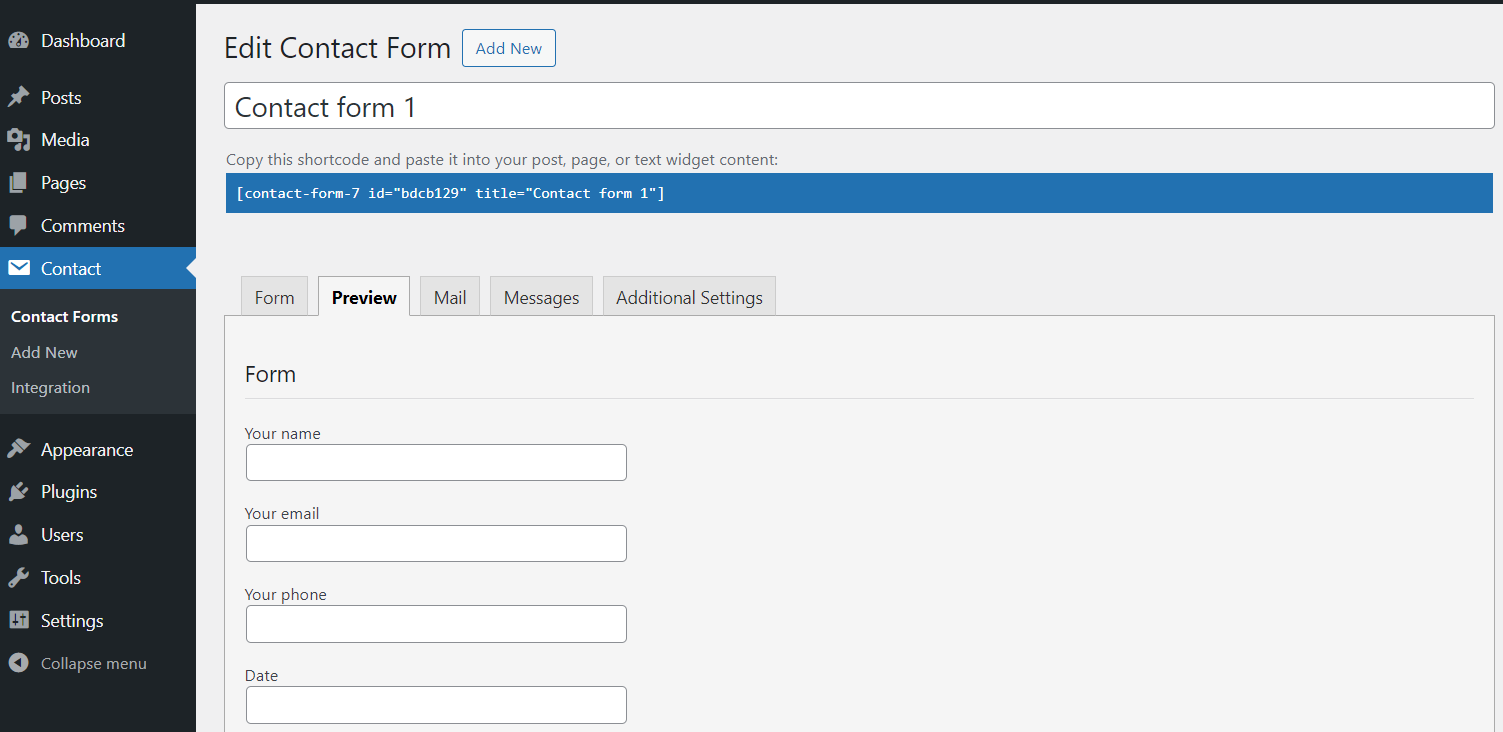 Dashboard
Posts
Media
Pages
Comments
Contact
Contact Forms
Add New
Integration
Appearance
Plugins
Users
Tools
Settings
Collapse menu
Edit Contact Form Add New
Contact form 1
Copy this shortcode and paste it into your post, page, or text widget content:
[contact-form-7 id="bdcb129" title="Contact form 1"]
Form Preview Mail Messages Additional Settings
Form
Your name
Your email
Your phone
Date